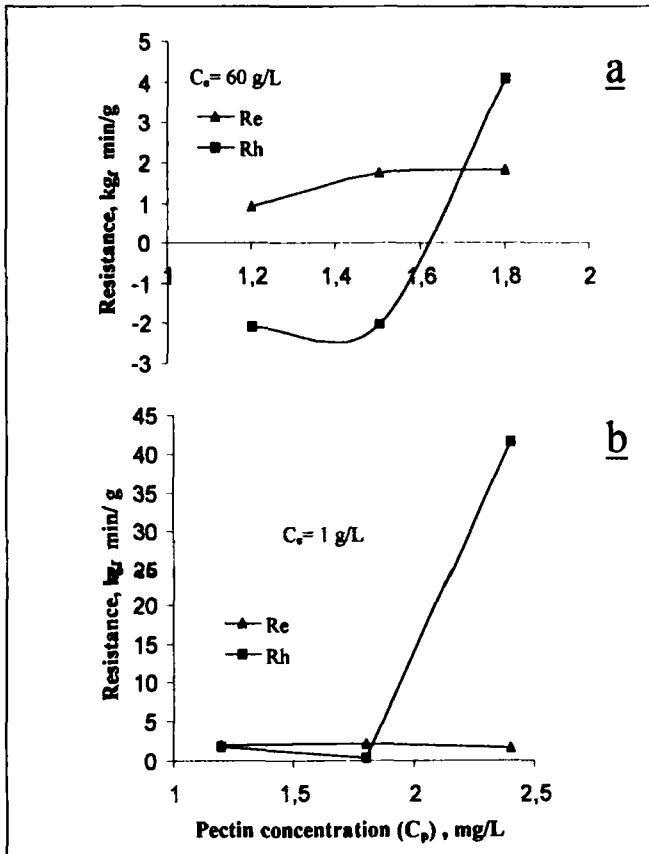 a
Cₑ= 60 g/L
Re
Rh
Resistance, kgf min/g
5
4
3
2
1
0
-1
-2
-3
1
1,2
1,4
1,6
1,8
2
b
Cₑ= 1 g/L
Re
Rh
Resistance, kgf min/ g
45
40
35
30
25
20
15
10
5
0
1
1,5
2
2,5
Pectin concentration (Cₚ) , mg/L